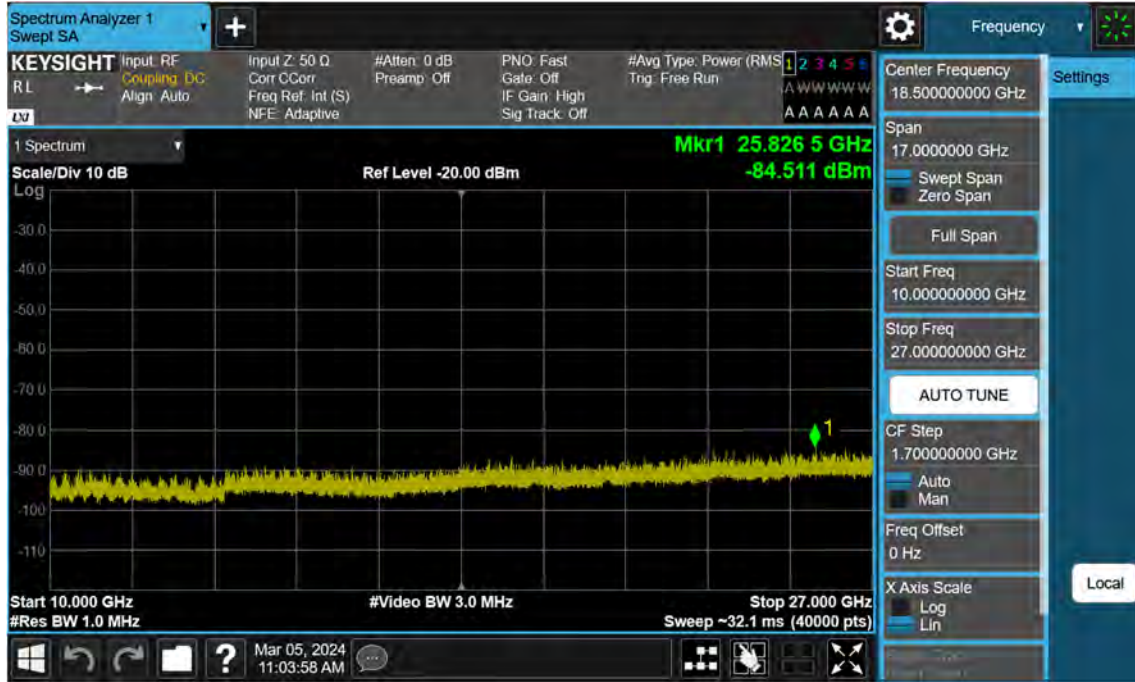 Spectrum Analyzer 1
Swept SA
Frequency
KEYSIGHT
RL
LXI
Input: RF
Coupling: DC
Align: Auto
Input Z: 50 Ω
Corr CCorr
Freq Ref: Int (S)
NFE: Adaptive
#Atten: 0 dB
Preamp: Off
PNO: Fast
Gate: Off
IF Gain: High
Sig Track: Off
#Avg Type: Power (RMS
Trig: Free Run
1 2 3 4 5 6
A W W W W W
A A A A A A
1 Spectrum
Scale/Div 10 dB
Log
Ref Level -20.00 dBm
Mkr1 25.826 5 GHz
-84.511 dBm
-30.0
-40.0
-50.0
-60.0
-70.0
-80.0
-90.0
-100
-110
1
Start 10.000 GHz
#Res BW 1.0 MHz
#Video BW 3.0 MHz
Stop 27.000 GHz
Sweep ~32.1 ms (40000 pts)
Mar 05, 2024
11:03:58 AM
Center Frequency
18.500000000 GHz
Span
17.0000000 GHz
Swept Span
Zero Span
Full Span
Start Freq
10.000000000 GHz
Stop Freq
27.000000000 GHz
AUTO TUNE
CF Step
1.700000000 GHz
Auto
Man
Freq Offset
0 Hz
X Axis Scale
Log
Lin
Settings
Local